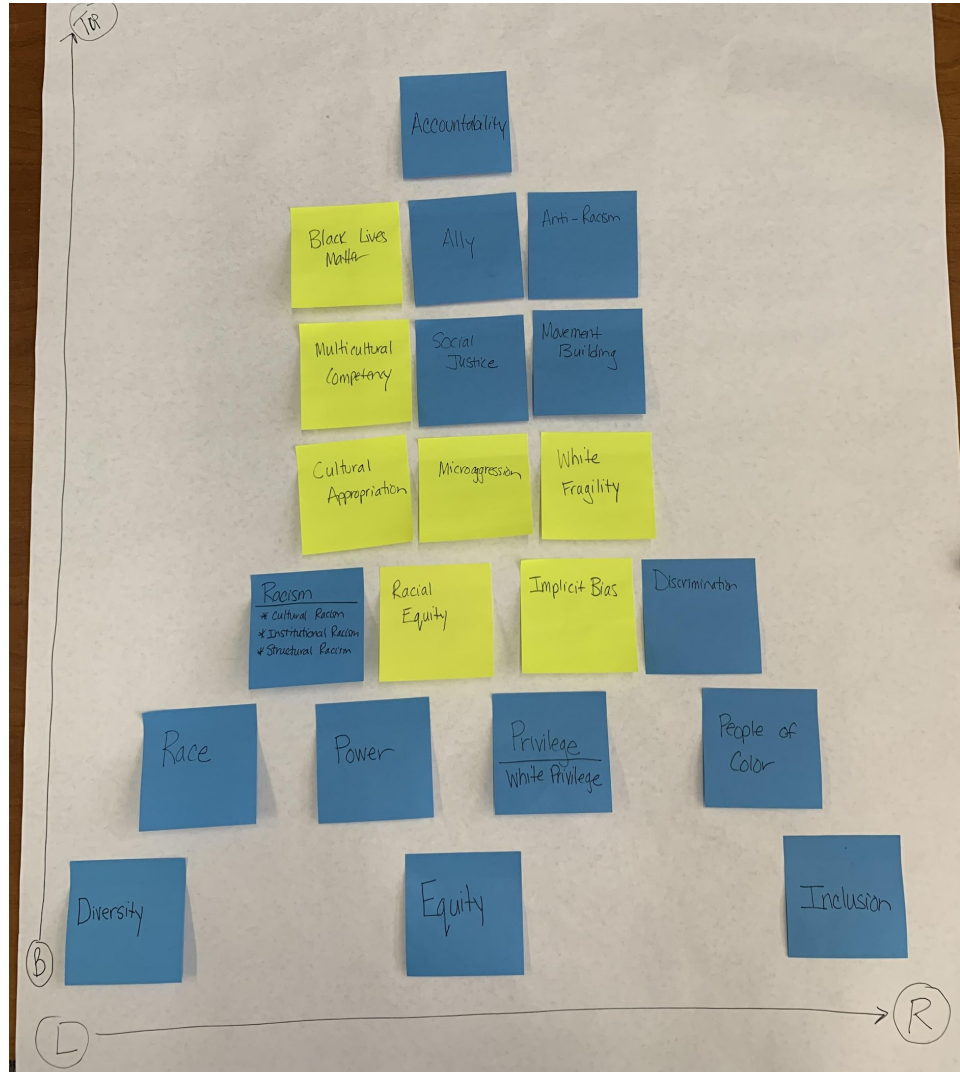 Top
Accountability
Black Lives
Matter
Ally
Anti-Racism
Multicultural
Competency
Social
Justice
Movement
Building
Cultural
Appropriation
Microaggression
White
Fragility
Racism
* Cultural Racism
* Institutional Racism
* Structural Racism
Racial
Equity
Implicit Bias
Discrimination
Race
Power
Privilege
White Privilege
People of
Color
Diversity
Equity
Inclusion
B
L
R